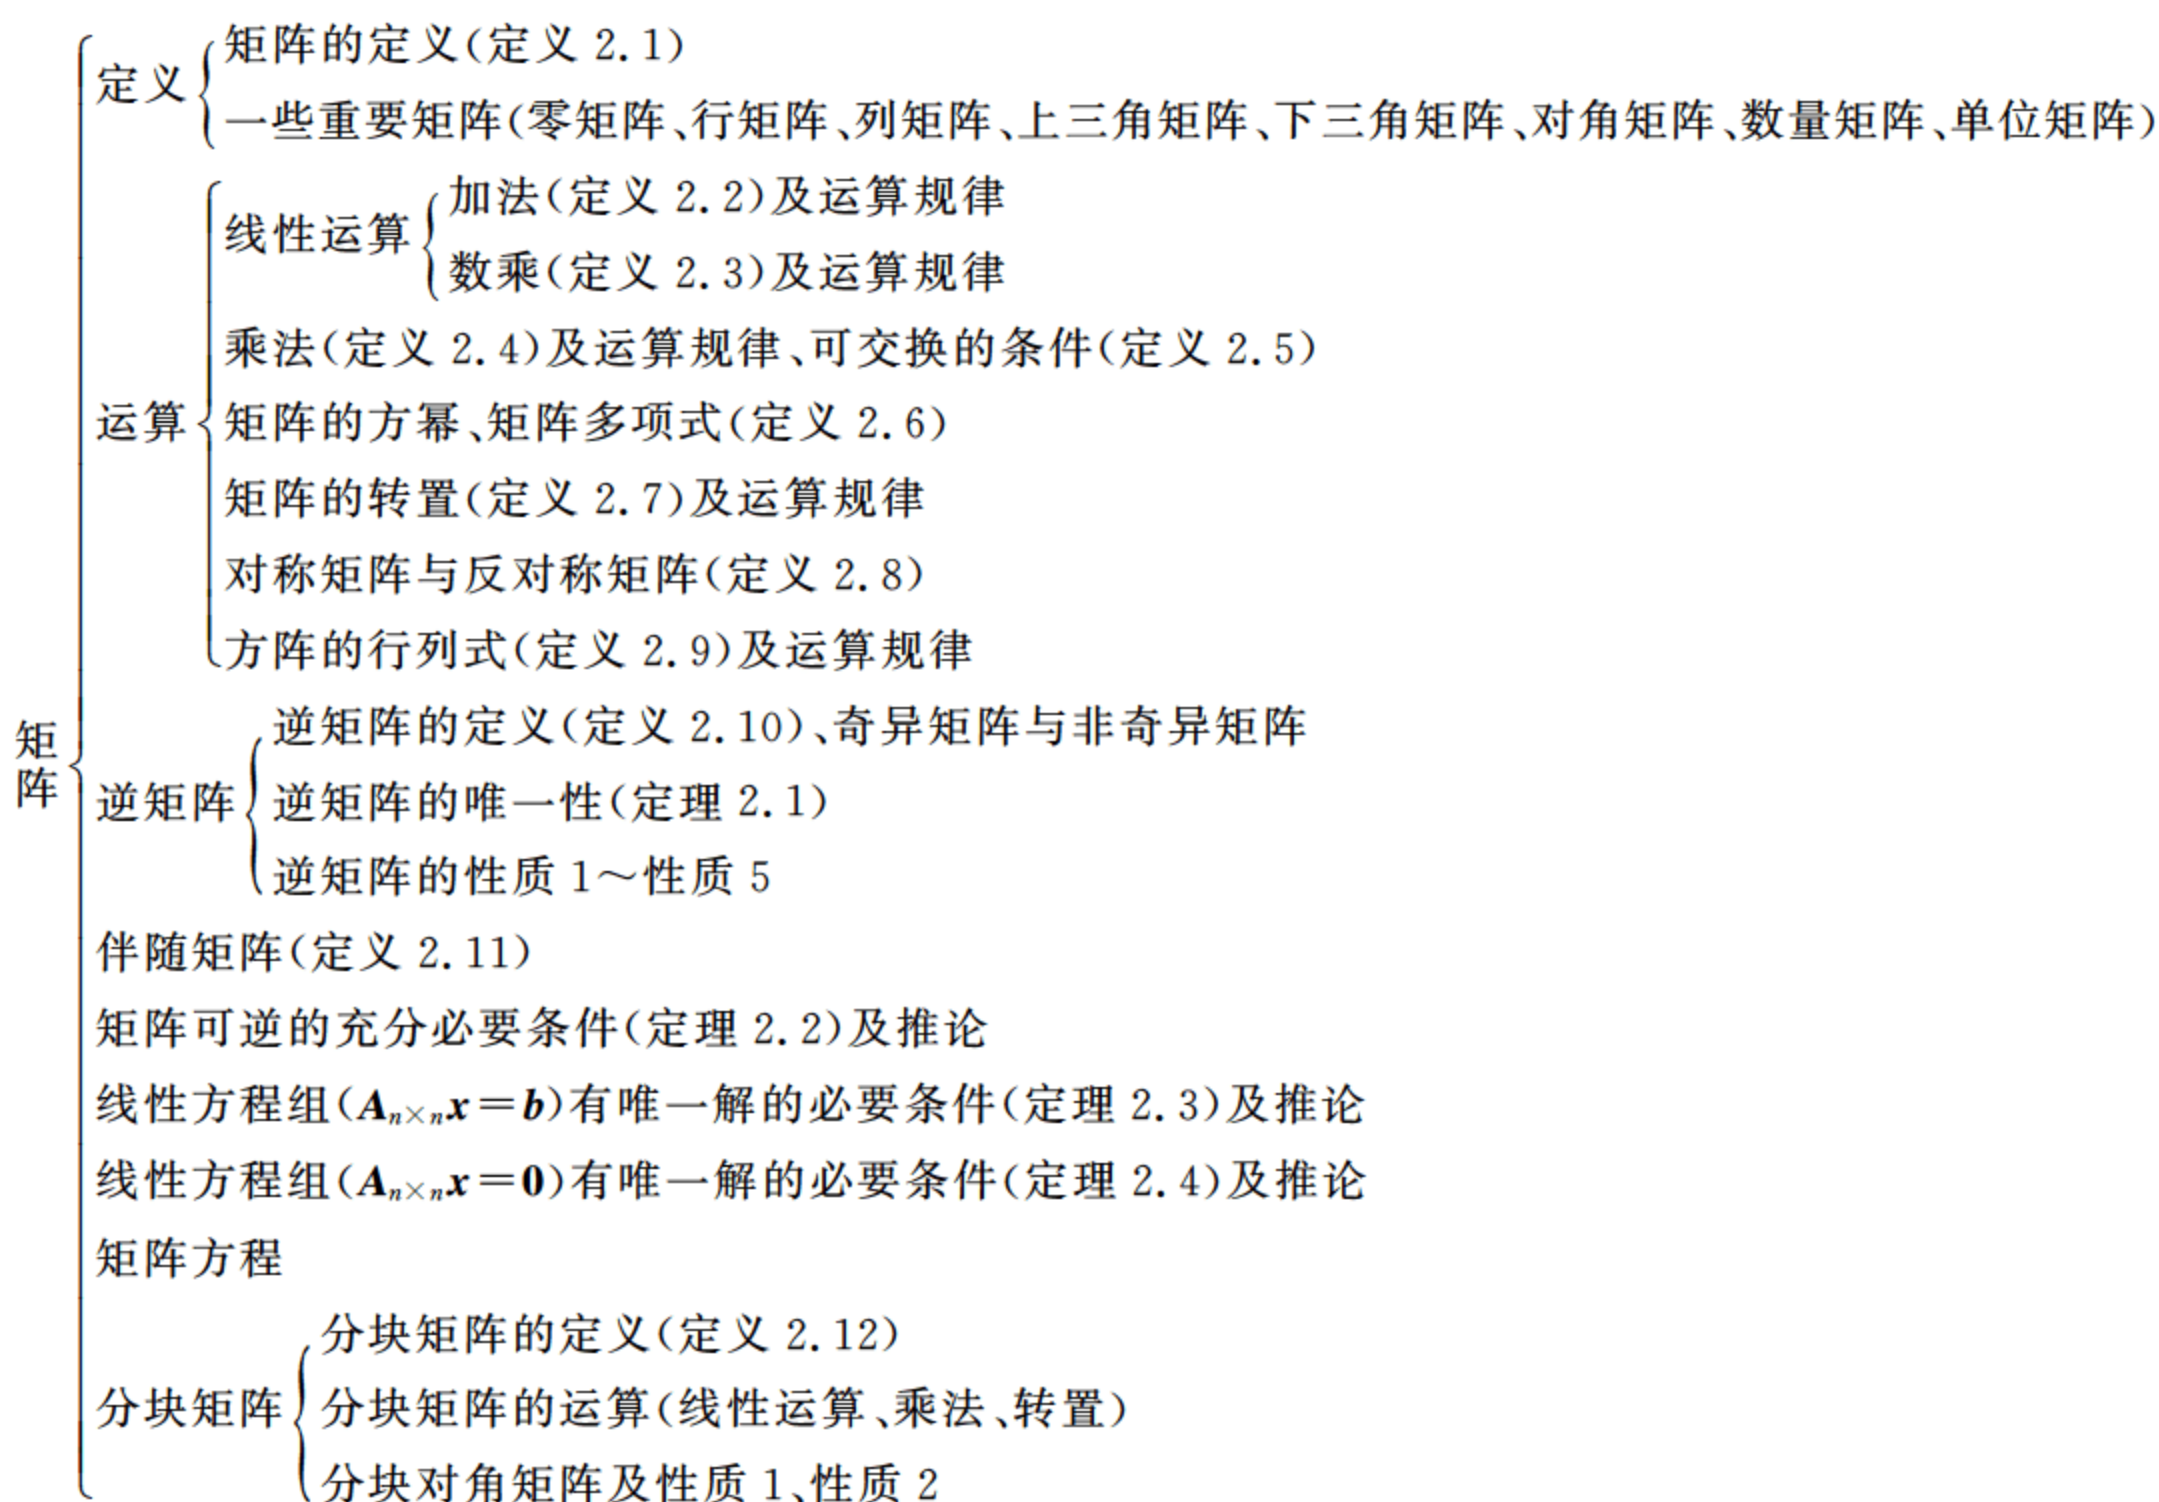 矩阵
定义
矩阵的定义(定义 2.1)
一些重要矩阵(零矩阵、行矩阵、列矩阵、上三角矩阵、下三角矩阵、对角矩阵、数量矩阵、单位矩阵)
运算
线性运算
加法(定义 2.2)及运算规律
数乘(定义 2.3)及运算规律
乘法(定义 2.4)及运算规律、可交换的条件(定义 2.5)
矩阵的方幂、矩阵多项式(定义 2.6)
矩阵的转置(定义 2.7)及运算规律
对称矩阵与反对称矩阵(定义 2.8)
方阵的行列式(定义 2.9)及运算规律
逆矩阵
逆矩阵的定义(定义 2.10)、奇异矩阵与非奇异矩阵
逆矩阵的唯一性(定理 2.1)
逆矩阵的性质 1～性质 5
伴随矩阵(定义 2.11)
矩阵可逆的充分必要条件(定理 2.2)及推论
线性方程组(Aₙ×ₙx=b)有唯一解的必要条件(定理 2.3)及推论
线性方程组(Aₙ×ₙx=0)有唯一解的必要条件(定理 2.4)及推论
矩阵方程
分块矩阵
分块矩阵的定义(定义 2.12)
分块矩阵的运算(线性运算、乘法、转置)
分块对角矩阵及性质 1、性质 2